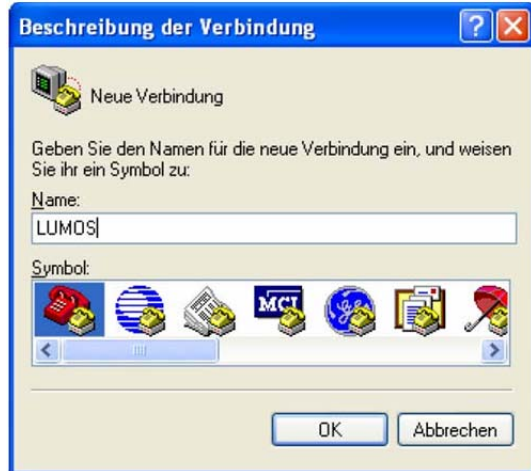 Beschreibung der Verbindung
Neue Verbindung
Geben Sie den Namen für die neue Verbindung ein, und weisen
Sie ihr ein Symbol zu:
Name:
LUMOS
Symbol:
MCI
OK
Abbrechen